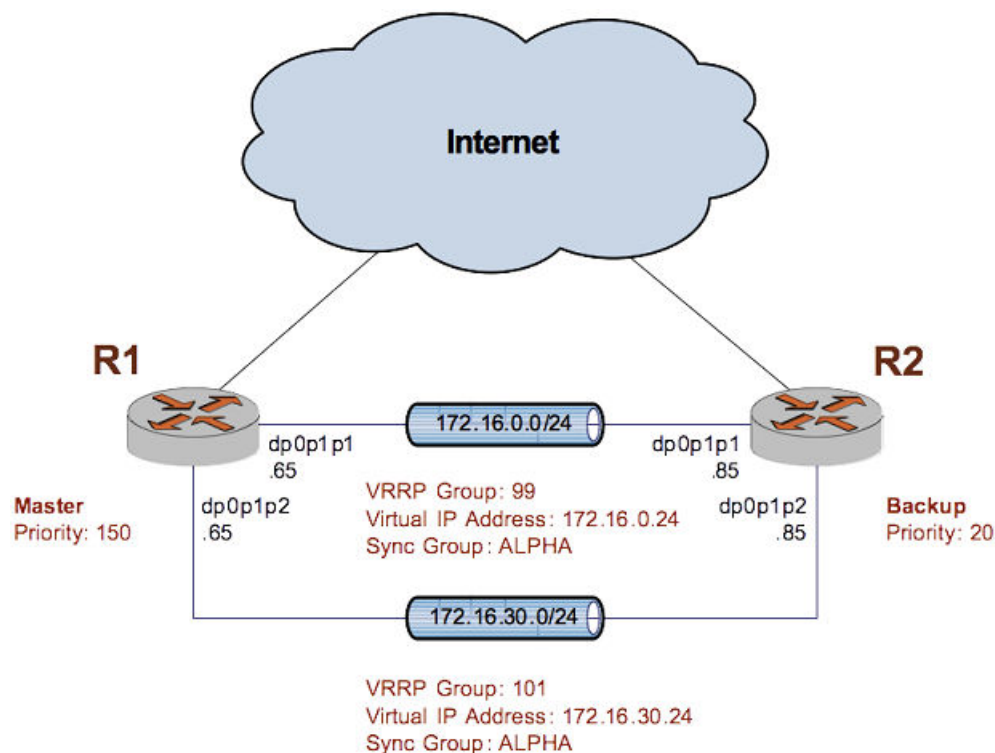 Internet
R1
R2
172.16.0.0/24
dp0p1p1
.65
dp0p1p1
.85
Master
Priority: 150
dp0p1p2
.65
VRRP Group: 99
Virtual IP Address: 172.16.0.24
Sync Group: ALPHA
dp0p1p2
.85
Backup
Priority: 20
172.16.30.0/24
VRRP Group: 101
Virtual IP Address: 172.16.30.24
Sync Group: ALPHA